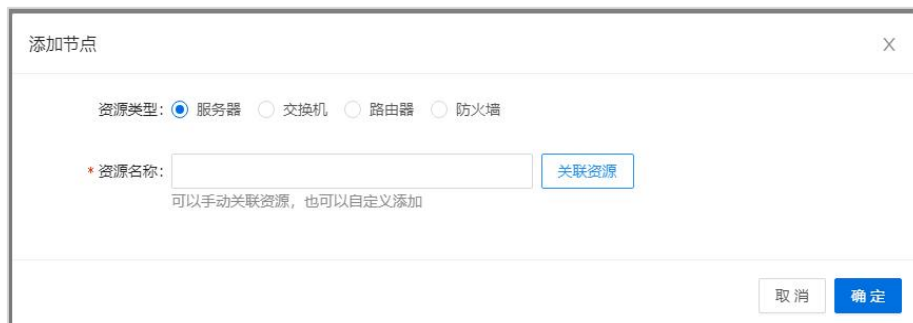 添加节点
资源类型: 服务器 交换机 路由器 防火墙
* 资源名称: 关联资源
可以手动关联资源，也可以自定义添加
取 消 确 定